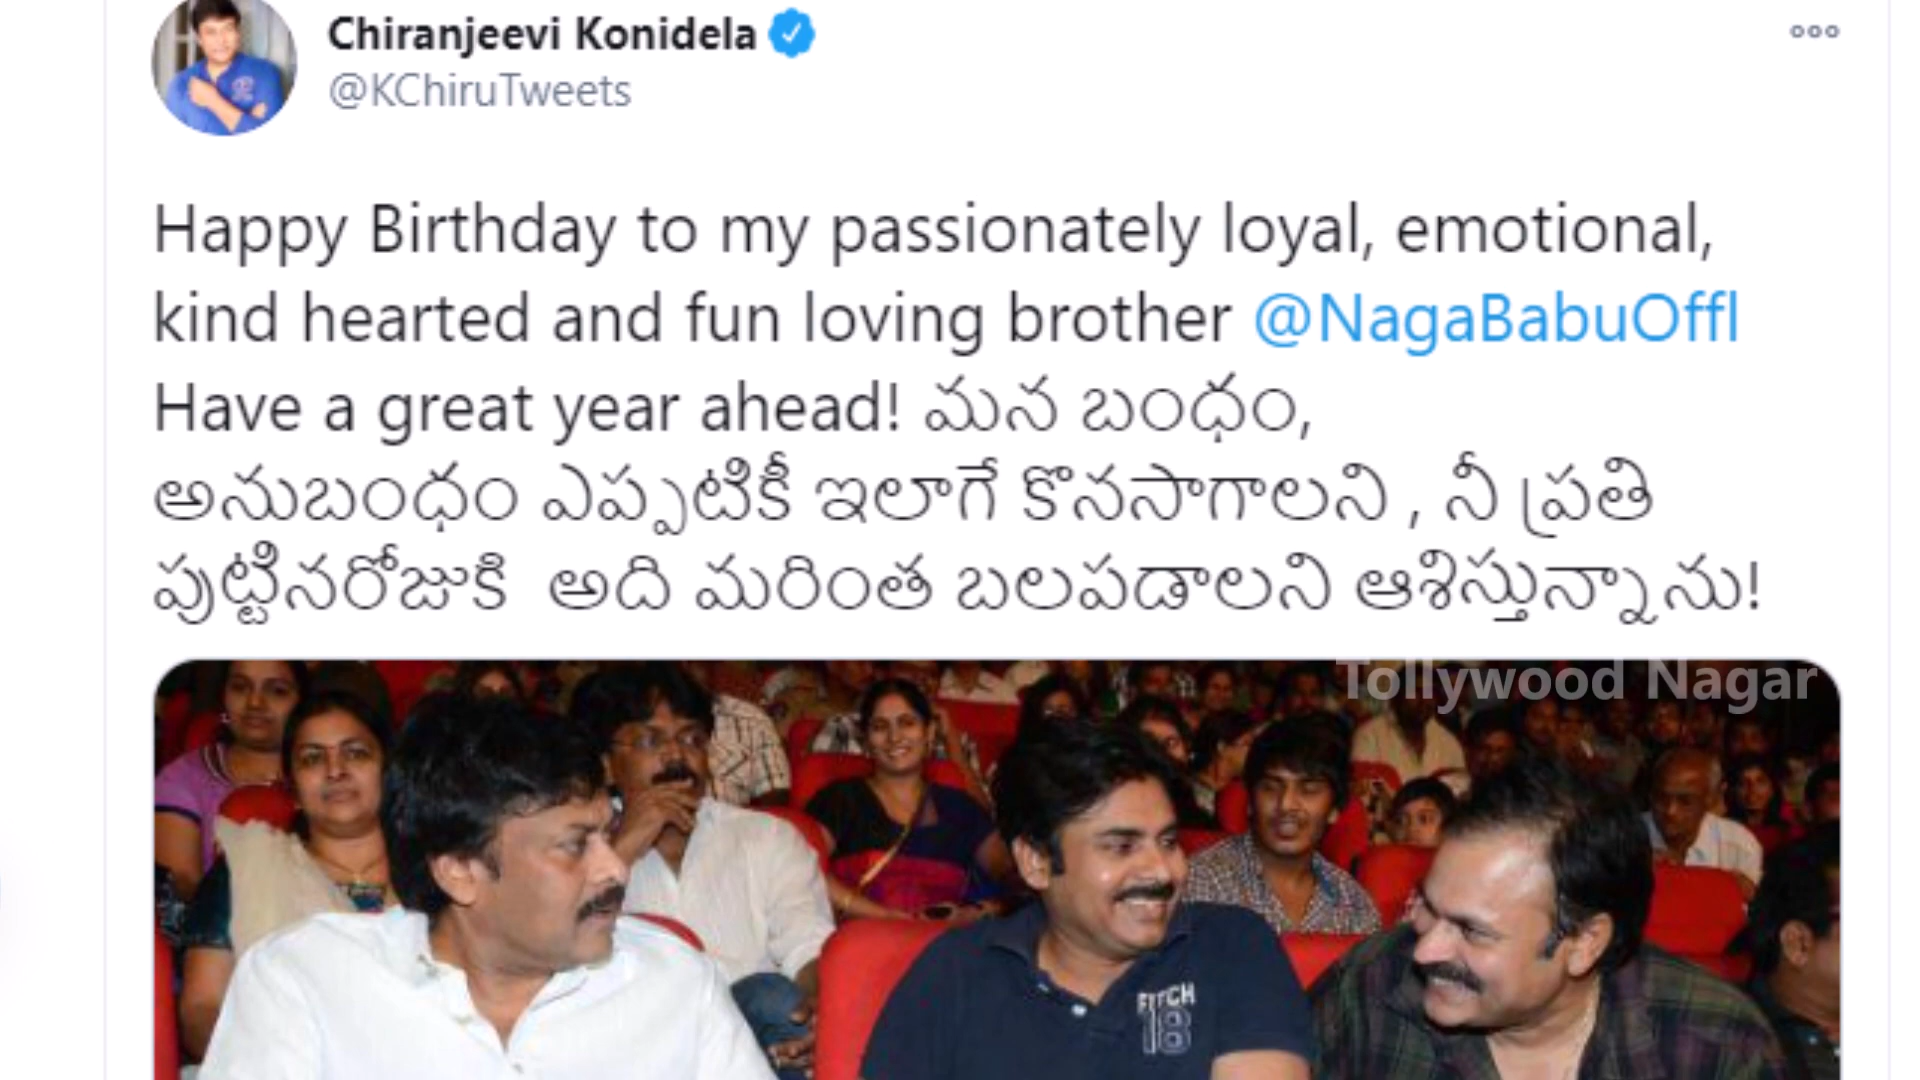 Chiranjeevi Konidela
@KChiruTweets
Happy Birthday to my passionately loyal, emotional,
kind hearted and fun loving brother @NagaBabuOffl
Have a great year ahead! మన బంధం,
అనుబంధం ఎప్పటికీ ఇలాగే కొనసాగాలని , నీ ప్రతి
పుట్టినరోజుకి  అది మరింత బలపడాలని ఆశిస్తున్నాను!
Tollywood Nagar
18